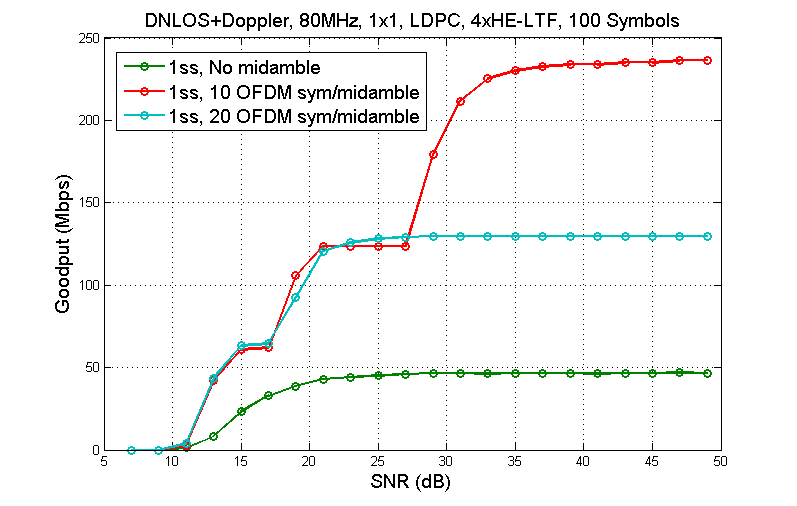 DNLOS+Doppler, 80MHz, 1x1, LDPC, 4xHE-LTF, 100 Symbols
250
200
150
100
50
0
Goodput (Mbps)
1ss, No midamble
1ss, 10 OFDM sym/midamble
1ss, 20 OFDM sym/midamble
5 10 15 20 25 30 35 40 45 50
SNR (dB)